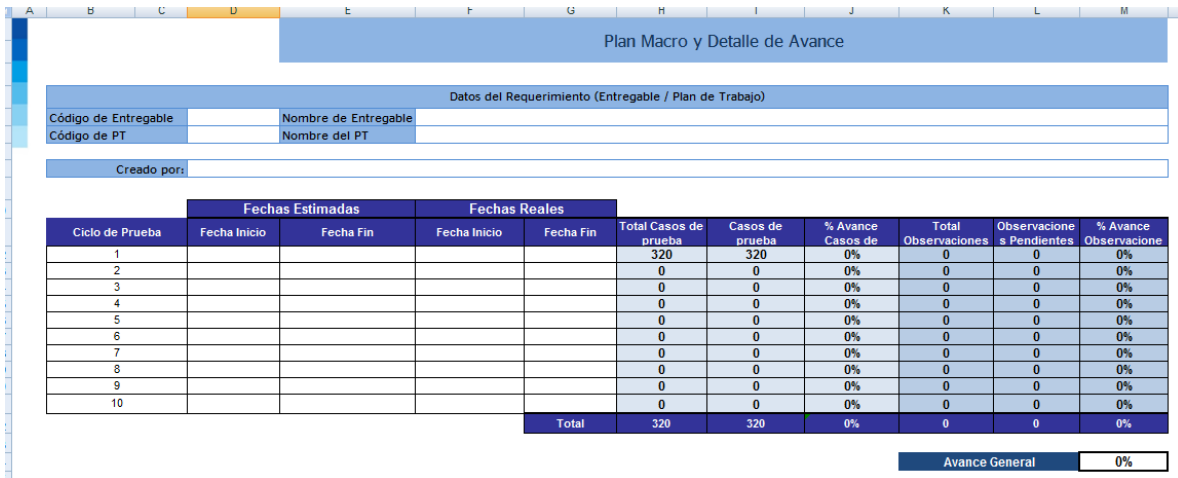 A B C D E F G H I J K L M
Plan Macro y Detalle de Avance
Datos del Requerimiento (Entregable / Plan de Trabajo)
Código de Entregable Nombre de Entregable
Código de PT Nombre del PT
Creado por:
Fechas Estimadas Fechas Reales
Ciclo de Prueba Fecha Inicio Fecha Fin Fecha Inicio Fecha Fin Total Casos de prueba Casos de prueba % Avance Casos de Total Observaciones Observacione s Pendientes % Avance Observacione
1 320 320 0% 0 0 0%
2 0 0 0% 0 0 0%
3 0 0 0% 0 0 0%
4 0 0 0% 0 0 0%
5 0 0 0% 0 0 0%
6 0 0 0% 0 0 0%
7 0 0 0% 0 0 0%
8 0 0 0% 0 0 0%
9 0 0 0% 0 0 0%
10 0 0 0% 0 0 0%
Total 320 320 0% 0 0 0%
Avance General 0%